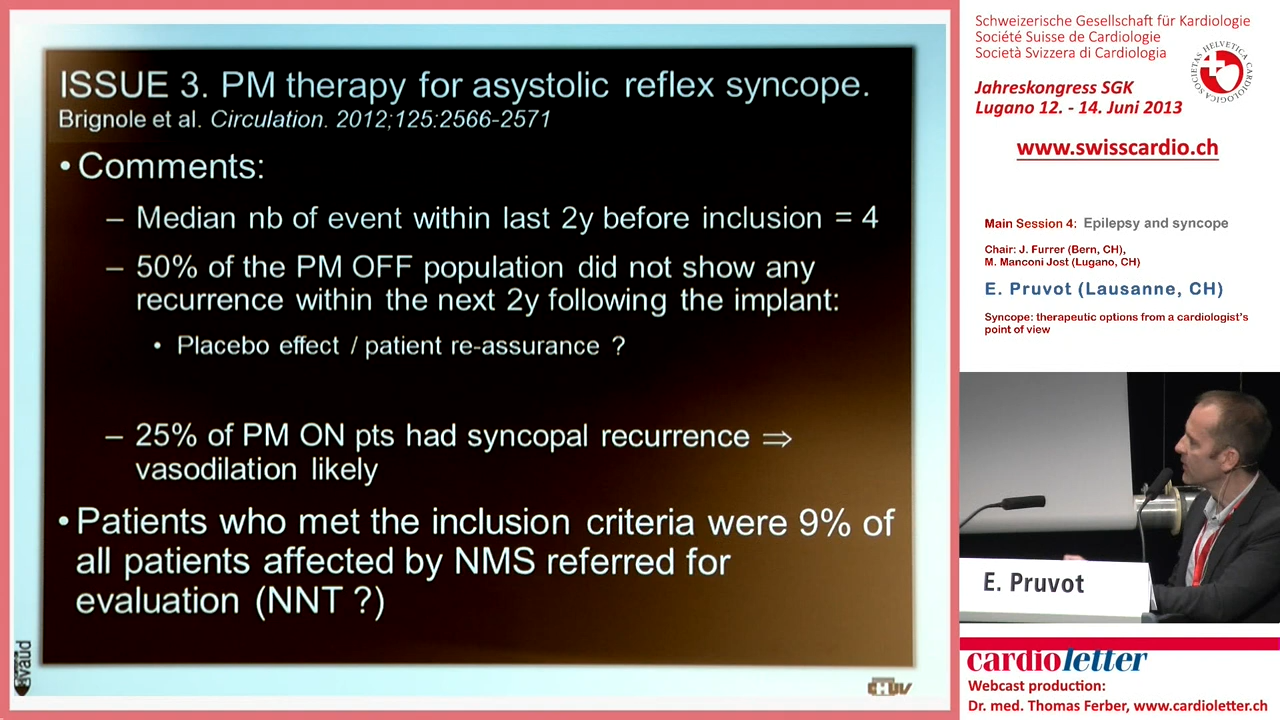 ISSUE 3. PM therapy for asystolic reflex syncope.
Brignole et al. Circulation. 2012;125:2566-2571
• Comments:
– Median nb of event within last 2y before inclusion = 4
– 50% of the PM OFF population did not show any
recurrence within the next 2y following the implant:
• Placebo effect / patient re-assurance ?
– 25% of PM ON pts had syncopal recurrence ⇒
vasodilation likely
• Patients who met the inclusion criteria were 9% of
all patients affected by NMS referred for
evaluation (NNT ?)
vaud
CHUV
Schweizerische Gesellschaft für Kardiologie
Société Suisse de Cardiologie
Società Svizzera di Cardiologia
SOCIETAS HELVETICA CARDIOLOGICA
Jahreskongress SGK
Lugano 12. - 14. Juni 2013
www.swisscardio.ch
Main Session 4: Epilepsy and syncope
Chair: J. Furrer (Bern, CH),
M. Manconi Jost (Lugano, CH)
E. Pruvot (Lausanne, CH)
Syncope: therapeutic options from a cardiologist's
point of view
E. Pruvot
cardioletter
Webcast production:
Dr. med. Thomas Ferber, www.cardioletter.ch